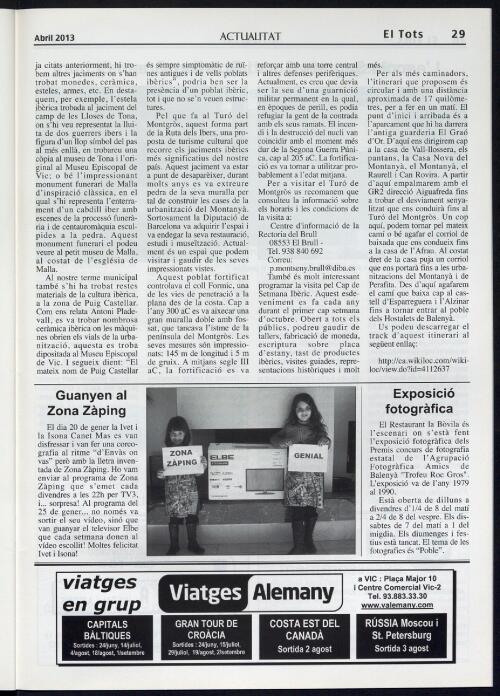 Abril 2013
ACTUALITAT
El Tots
29
ja citats anteriorment, hi tro-
bem altres jaciments on s'han
trobat monedes, ceràmica,
esteles, armes, etc. En desta-
quem, per exemple, l'estela
ibèrica trobada al jaciment del
camp de les Lloses de Tona,
on s'hi veu representat la llui-
ta de dos guerrers ibers i la
figura d'un llop símbol del pas
al més enllà, en trobareu una
còpia al museu de Tona i l'ori-
ginal al Museu Episcopal de
Vic; o bé l'impressionant
monument funerari de Malla
d'inspiració clàssica, en el
qual s'hi representa l'enterra-
ment d'un cabdill iber amb
escenes de la processó funerà-
ria i de centauromàquia escul-
pides a la pedra. Aquest
monument funerari el podeu
veure al petit museu de Malla,
al costat de l'església de
Malla.
Al nostre terme municipal
també s'hi ha trobat restes
materials de la cultura ibèrica,
a la zona de Puig Castellar.
Com ens relata Antoni Plade-
vall, es va trobar nombrosa
ceràmica ibèrica on les màqui-
nes obrien els vials de la urba-
nització, aquesta es troba
dipositada al Museu Episcopal
de Vic. I segueix dient: "El
mateix nom de Puig Castellar
és sempre simptomàtic de ruï-
nes antigues i de vells poblats
ibèrics", podria ben ser la
presència d'un poblat ibèric,
tot i que no se'n veuen estruc-
tures.
Pel que fa al Turó del
Montgròs, aquest forma part
de la Ruta dels Ibers, una pro-
posta de turisme cultural que
recorre els jaciments ibèrics
més significatius del nostre
país. Aquest jaciment va estar
a punt de desaparèixer, durant
molts anys es va extreure
pedra de la seva muralla per
tal de construir les cases de la
urbanització del Montanyà.
Sortosament la Diputació de
Barcelona va adquirir l'espai i
va endegar la seva restauració,
estudi i museïtzació. Actual-
ment és un espai que podem
visitar i gaudir de les seves
impressionants vistes.
Aquest poblat fortificat
controlava el coll Formic, una
de les vies de penetració a la
plana des de la costa. Cap a
l'any 300 aC es va aixecar una
gran muralla doble amb fos-
sat, que tancava l'istme de la
península del Montgròs. Les
seves mesures són impressio-
nats: 145 m de longitud i 5 m
de gruix. A mitjans segle III
aC, la fortificació es va
reforçar amb una torre central
i altres defenses perifèriques.
Actualment, es creu que devia
ser la seu d'una guarnició
militar permanent en la qual,
en èpoques de perill, es podia
refugiar la gent de la contrada
amb els seus ramats. El incen-
di i la destrucció del nucli van
coincidir amb el moment més
dur de la Segona Guerra Púni-
ca, cap al 205 aC. La fortifica-
ció es va tornar a utilitzar pro-
bablement a l'edat mitjana.
Per a visitar el Turó de
Montgròs us recomanem que
consulteu la informació sobre
els horaris i les condicions de
la visita a:
Centre d'informació de la
Rectoria del Brull
08553 El Brull -
Tel. 938 840 692
Correu:
p.montseny.brull@diba.es
També és molt interessant
programar la visita pel Cap de
Setmana Ibèric. Aquest esde-
veniment es fa cada any
durant el primer cap setmana
d'octubre. Obert a tots els
públics, podreu gaudir de
tallers, fabricació de moneda,
escriptura sobre placa
d'estany, tast de productes
ibèrics, visites guiades, repre-
sentacions històriques i molt
més.
Per als més caminadors,
l'itinerari que proposem és
circular i amb una distància
aproximada de 17 quilòme-
tres, per a fer en un matí. El
punt d'inici i arribada és a
l'aparcament que hi ha darrera
l'antiga guarderia El Graó
d'Or. D'aquí ens dirigirem cap
a la casa de Vall-llossera, els
pantans, la Casa Nova del
Montanyà, el Montanyà, el
Raurell i Can Rovira. A partir
d'aquí empalmarem amb el
GR2 direcció Aiguafreda fins
a trobar el desviament senya-
litzat que ens conduirà fins al
Turó del Montgròs. Un cop
aquí, podem tornar pel mateix
camí o bé agafar el corriol de
baixada que ens condueix fins
a la casa de l'Afrau. Al costat
dret de la casa puja un corriol
que ens portarà fins a les urba-
nitzacions del Montanyà i de
Perafita. Des d'aquí agafarem
el camí que baixa cap al cas-
tell d'Esparreguera i l'Alzinar
fins a tornar entrar al poble
dels Hostalets de Balenyà.
Us podeu descarregar el
track d'aquest itinerari al
següent enllaç:
http://ca.wikiloc.com/wiki-
loc/view.do?id=4112637
Guanyen al
Zona Zàping
El dia 20 de gener la Ivet i
la Isona Canet Mas es van
disfressar i van fer una coreo-
grafia al ritme "d'Envàs on
vas" però amb la lletra inven-
tada de Zona Zàping. Ho vam
enviar al programa de Zona
Zàping que s'emet cada
divendres a les 22h per TV3,
i... sorpresa! Al programa del
25 de gener... no només va
sortir el seu vídeo, sinó que
van guanyar el televisor Elbe
que cada setmana donen al
vídeo escollit! Moltes felicitat
Ivet i Isona!
ZONA
ZÀPING
ELBE
GENIAL
Exposició
fotogràfica
El Restaurant la Bòvila és
l'escenari on s'està fent
l'exposició fotogràfica dels
Premis concurs de fotografia
estatal de l'Agrupació
Fotogràfica Amics de
Balenyà "Trofeu Roc Gros".
L'exposició va de l'any 1979
al 1990.
Està oberta de dilluns a
divendres d'1/4 de 8 del matí
a 2/4 de 8 del vespre. Els dis-
sabtes de 7 del matí a 1 del
migdia. Els diumenges i fes-
tius està tancat. El tema de les
fotografies és "Poble".
viatges
en grup
Viatges Alemany
a VIC : Plaça Major 10
i Centre Comercial Vic-2
Tel. 93.883.33.30
www.valemany.com
CAPITALS
BÀLTIQUES
Sortides : 24/juny, 14/juliol,
4/agost, 18/agost, 1/setembre
GRAN TOUR DE
CROÀCIA
Sortides : 24/juny, 15/juliol,
29/juliol, 19/agost, 2/setembre
COSTA EST DEL
CANADÀ
Sortida 2 agost
RÚSSIA Moscou i
St. Petersburg
Sortida 3 agost